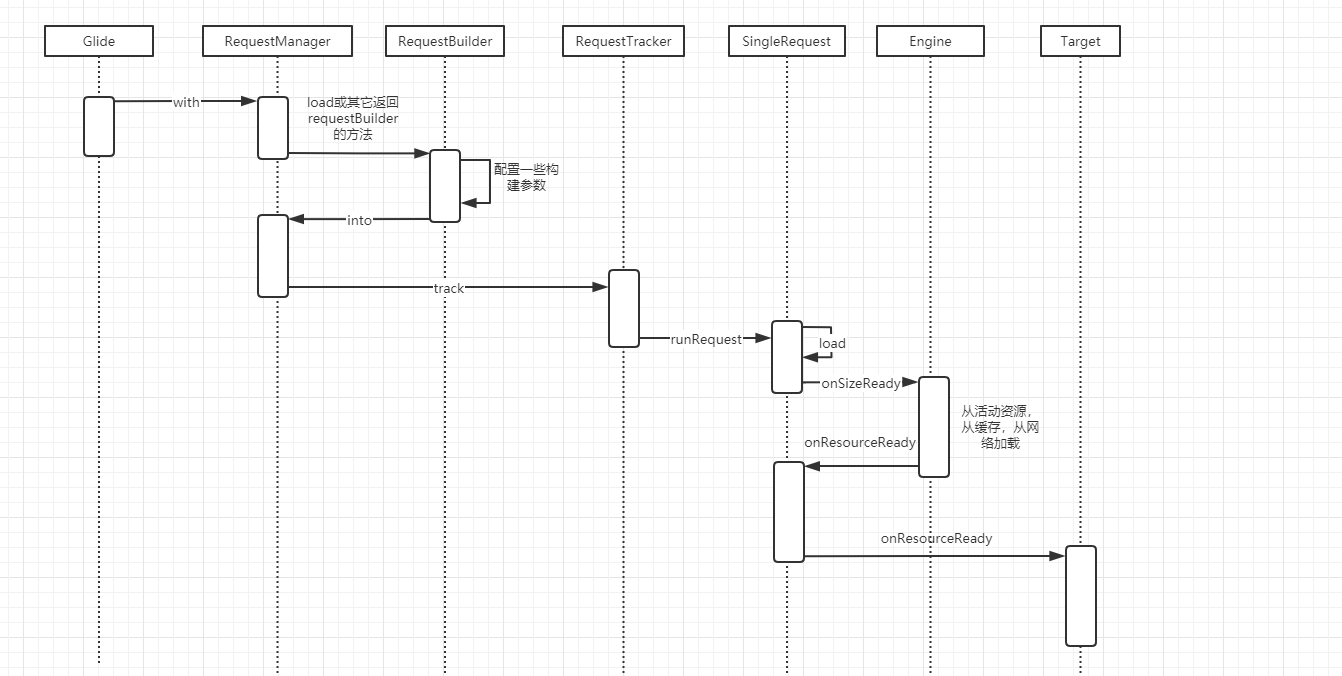 Glide
RequestManager
RequestBuilder
RequestTracker
SingleRequest
Engine
Target
with
load或其它返回
requestBuilder
的方法
配置一些构
建参数
into
track
runRequest
load
onSizeReady
从活动资源，
从缓存，从网
络加载
onResourceReady
onResourceReady